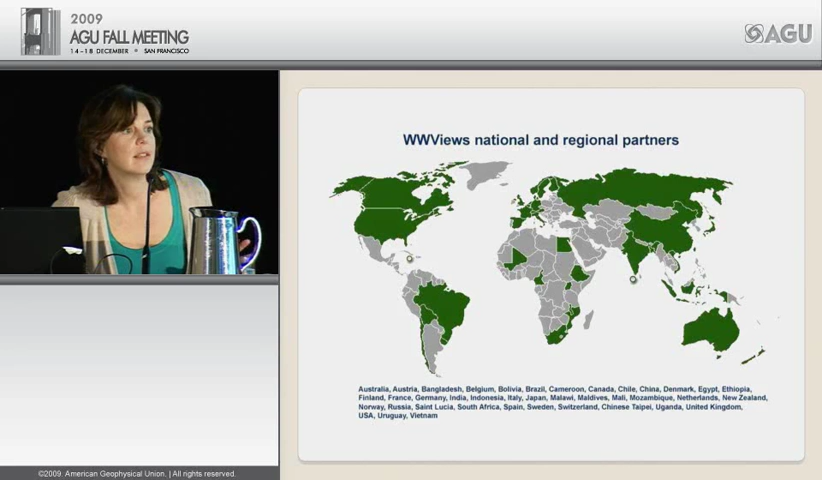 2009
AGU FALL MEETING
14-18 DECEMBER • SAN FRANCISCO
AGU
WWViews national and regional partners
Australia, Austria, Bangladesh, Belgium, Bolivia, Brazil, Cameroon, Canada, Chile, China, Denmark, Egypt, Ethiopia,
Finland, France, Germany, India, Indonesia, Italy, Japan, Malawi, Maldives, Mali, Mozambique, Netherlands, New Zealand,
Norway, Russia, Saint Lucia, South Africa, Spain, Sweden, Switzerland, Chinese Taipei, Uganda, United Kingdom,
USA, Uruguay, Vietnam
©2009. American Geophysical Union. | All rights reserved.